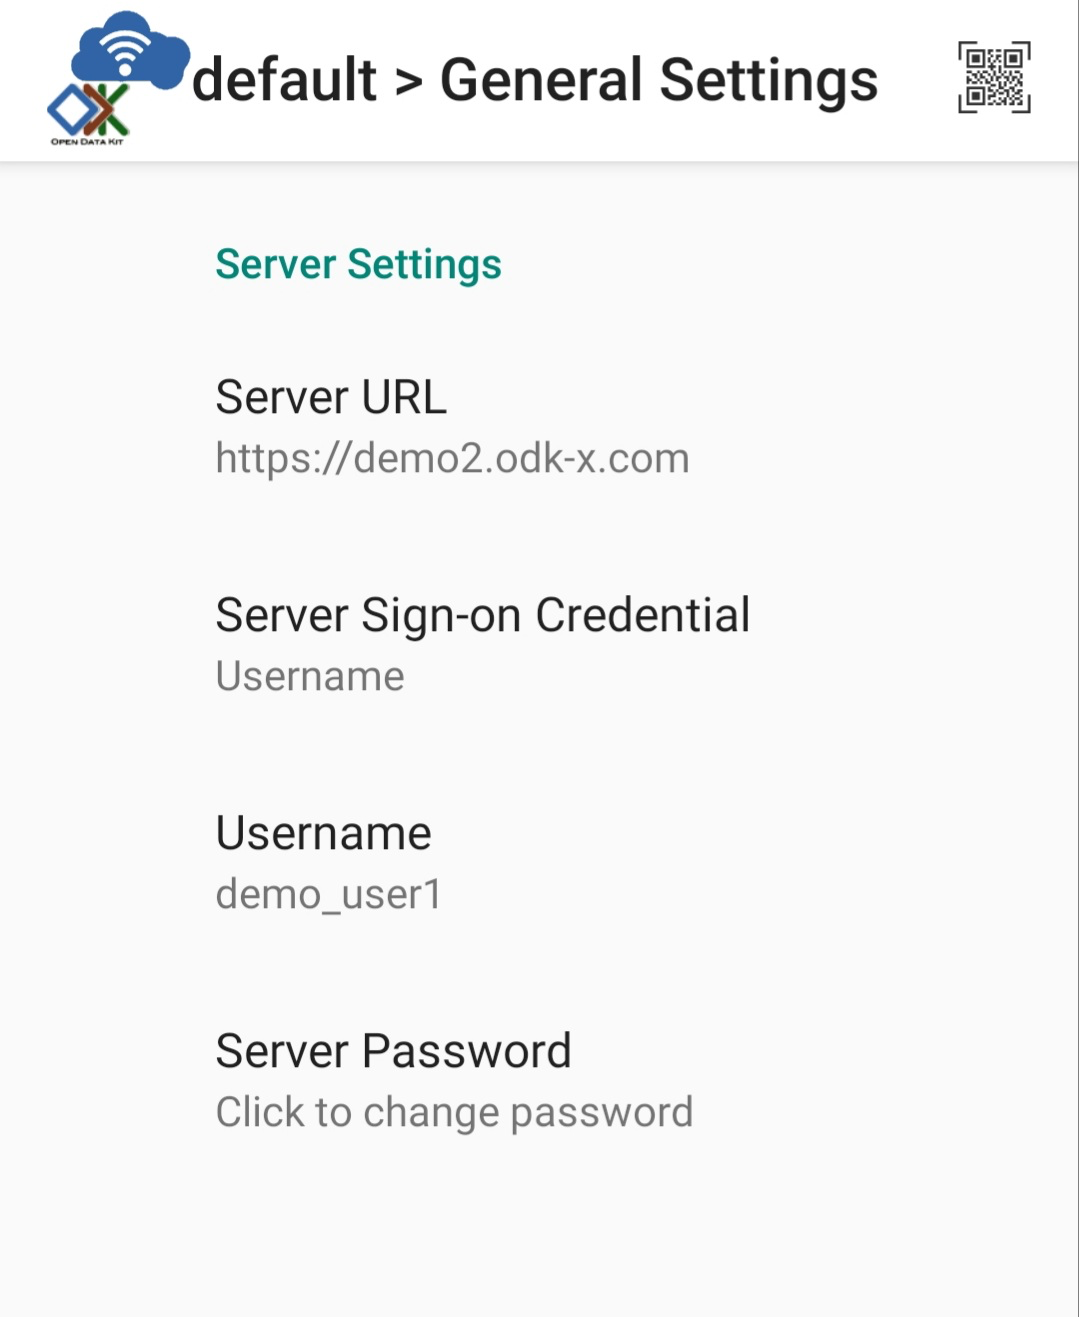 default > General Settings
OPEN DATA KIT
Server Settings
Server URL
https://demo2.odk-x.com
Server Sign-on Credential
Username
Username
demo_user1
Server Password
Click to change password